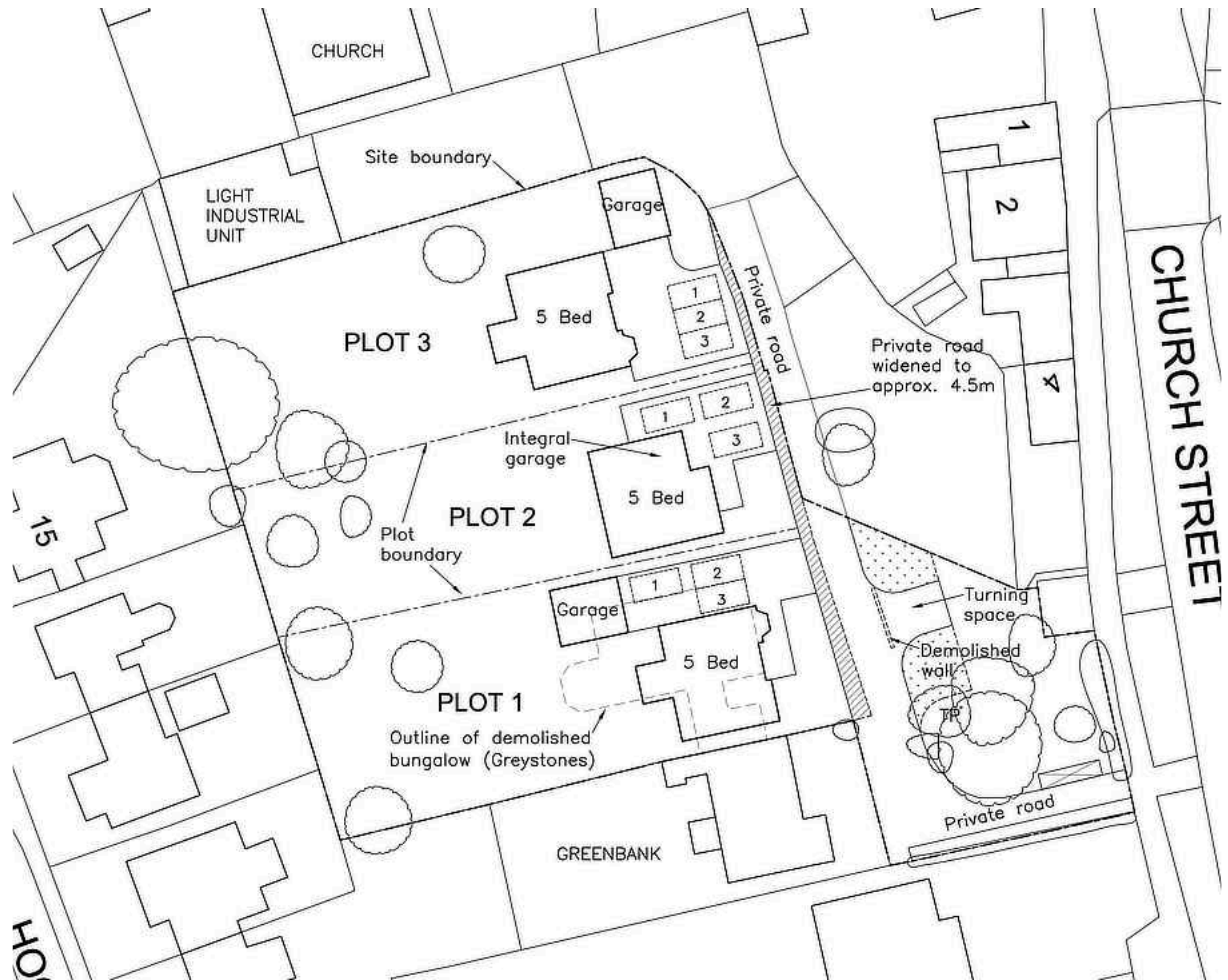 CHURCH
1
Site boundary
LIGHT
INDUSTRIAL
UNIT
Garage
2
CHURCH STREET
Private road
1
2
3
5 Bed
PLOT 3
Private road
widened to
approx. 4.5m
4
1
2
3
Integral
garage
5 Bed
PLOT 2
15
Plot
boundary
1
2
3
Garage
Turning
space
Demolished
wall
5 Bed
PLOT 1
TP
Outline of demolished
bungalow (Greystones)
Private road
GREENBANK
HO